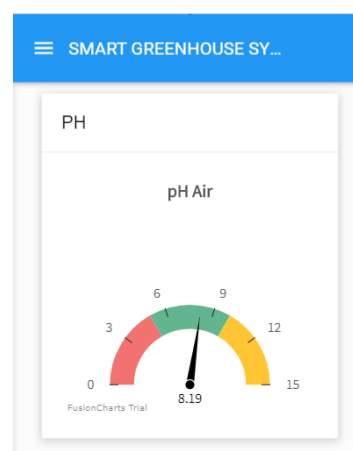 SMART GREENHOUSE SY...
PH
pH Air
6 9
3 12
0 15
8.19
FusionCharts Trial